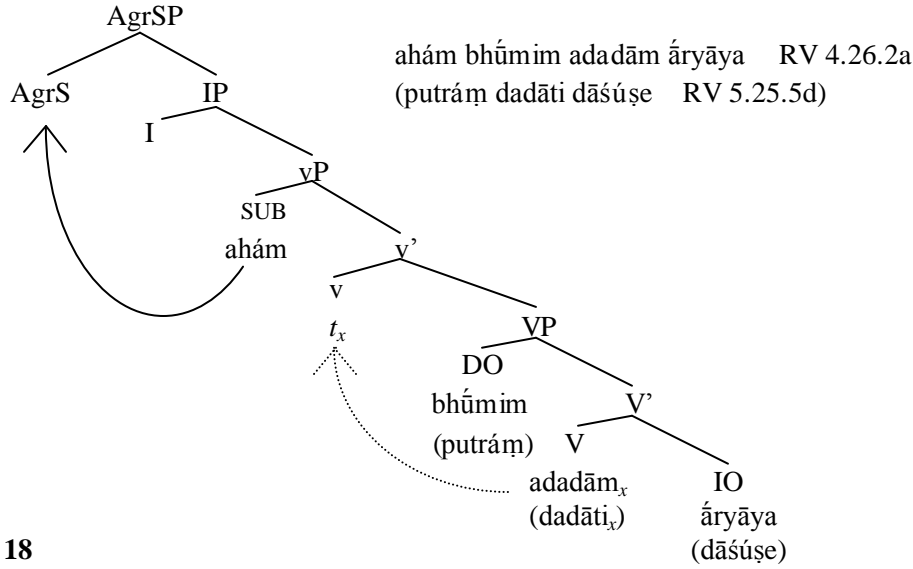 AgrSP
ahám bhū́mim adadām ā́ryāya RV 4.26.2a
AgrS IP (putráṃ dadāti dāśúṣe RV 5.25.5d)
I
vP
SUB
ahám v’
v
tx VP
DO
bhū́mim V’
(putráṃ) V
adadāmx IO
(dadātix) ā́ryāya
18 (dāśúṣe)